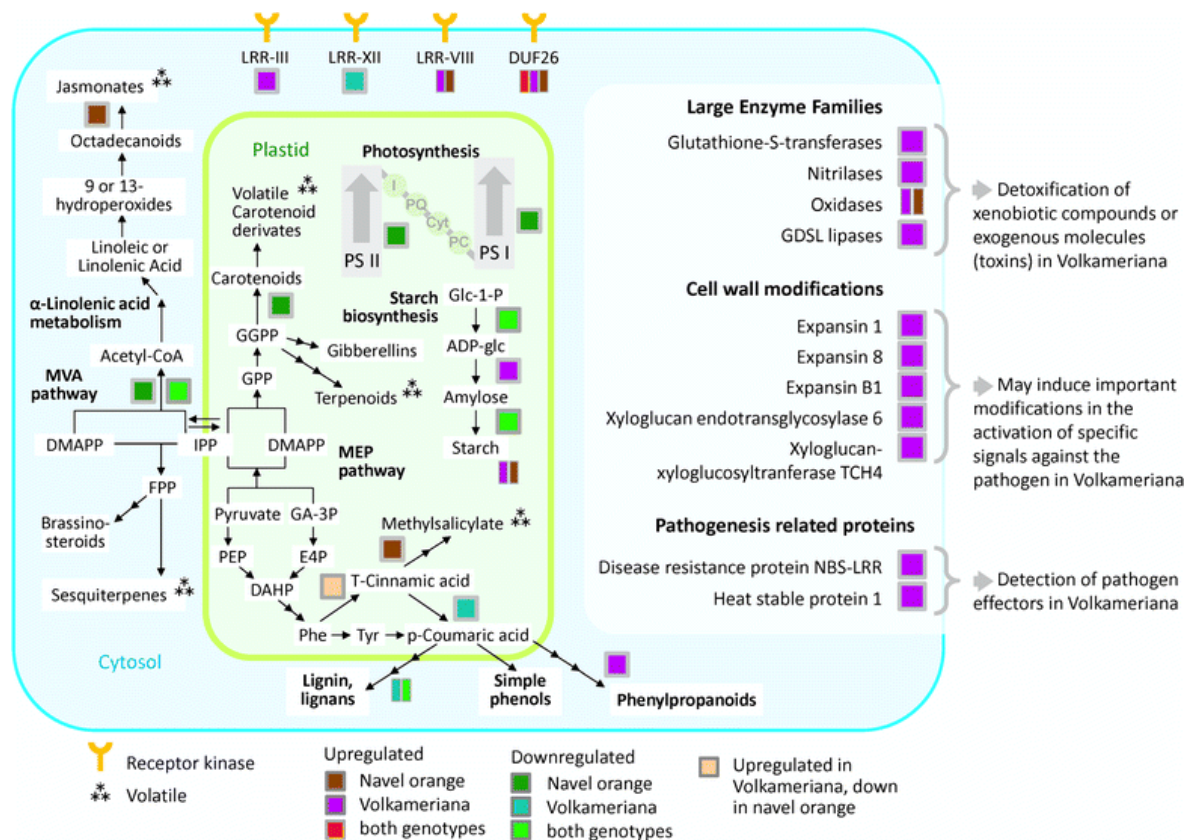 LRR-III
LRR-XII
LRR-VIII
DUF26
Jasmonates
Octadecanoids
9 or 13-
hydroperoxides
Linoleic or
Linolenic Acid
α-Linolenic acid
metabolism
Acetyl-CoA
MVA
pathway
DMAPP
IPP
FPP
Brassino-
steroids
Sesquiterpenes
Cytosol
Plastid
Volatile
Carotenoid
derivates
Carotenoids
GGPP
Gibberellins
GPP
Terpenoids
DMAPP
MEP
pathway
Pyruvate
GA-3P
PEP
E4P
DAHP
Phe
Tyr
p-Coumaric acid
T-Cinnamic acid
Methylsalicylate
Photosynthesis
PS II
I
PQ
Cyt
PC
PS I
Starch
biosynthesis
Glc-1-P
ADP-glc
Amylose
Starch
Lignin,
lignans
Simple
phenols
Phenylpropanoids
Large Enzyme Families
Glutathione-S-transferases
Nitrilases
Oxidases
GDSL lipases
Detoxification of
xenobiotic compounds or
exogenous molecules
(toxins) in Volkameriana
Cell wall modifications
Expansin 1
Expansin 8
Expansin B1
Xyloglucan endotransglycosylase 6
Xyloglucan-
xyloglucosyltranferase TCH4
May induce important
modifications in the
activation of specific
signals against the
pathogen in Volkameriana
Pathogenesis related proteins
Disease resistance protein NBS-LRR
Heat stable protein 1
Detection of pathogen
effectors in Volkameriana
Receptor kinase
Volatile
Upregulated
Navel orange
Volkameriana
both genotypes
Downregulated
Navel orange
Volkameriana
both genotypes
Upregulated in
Volkameriana, down
in navel orange